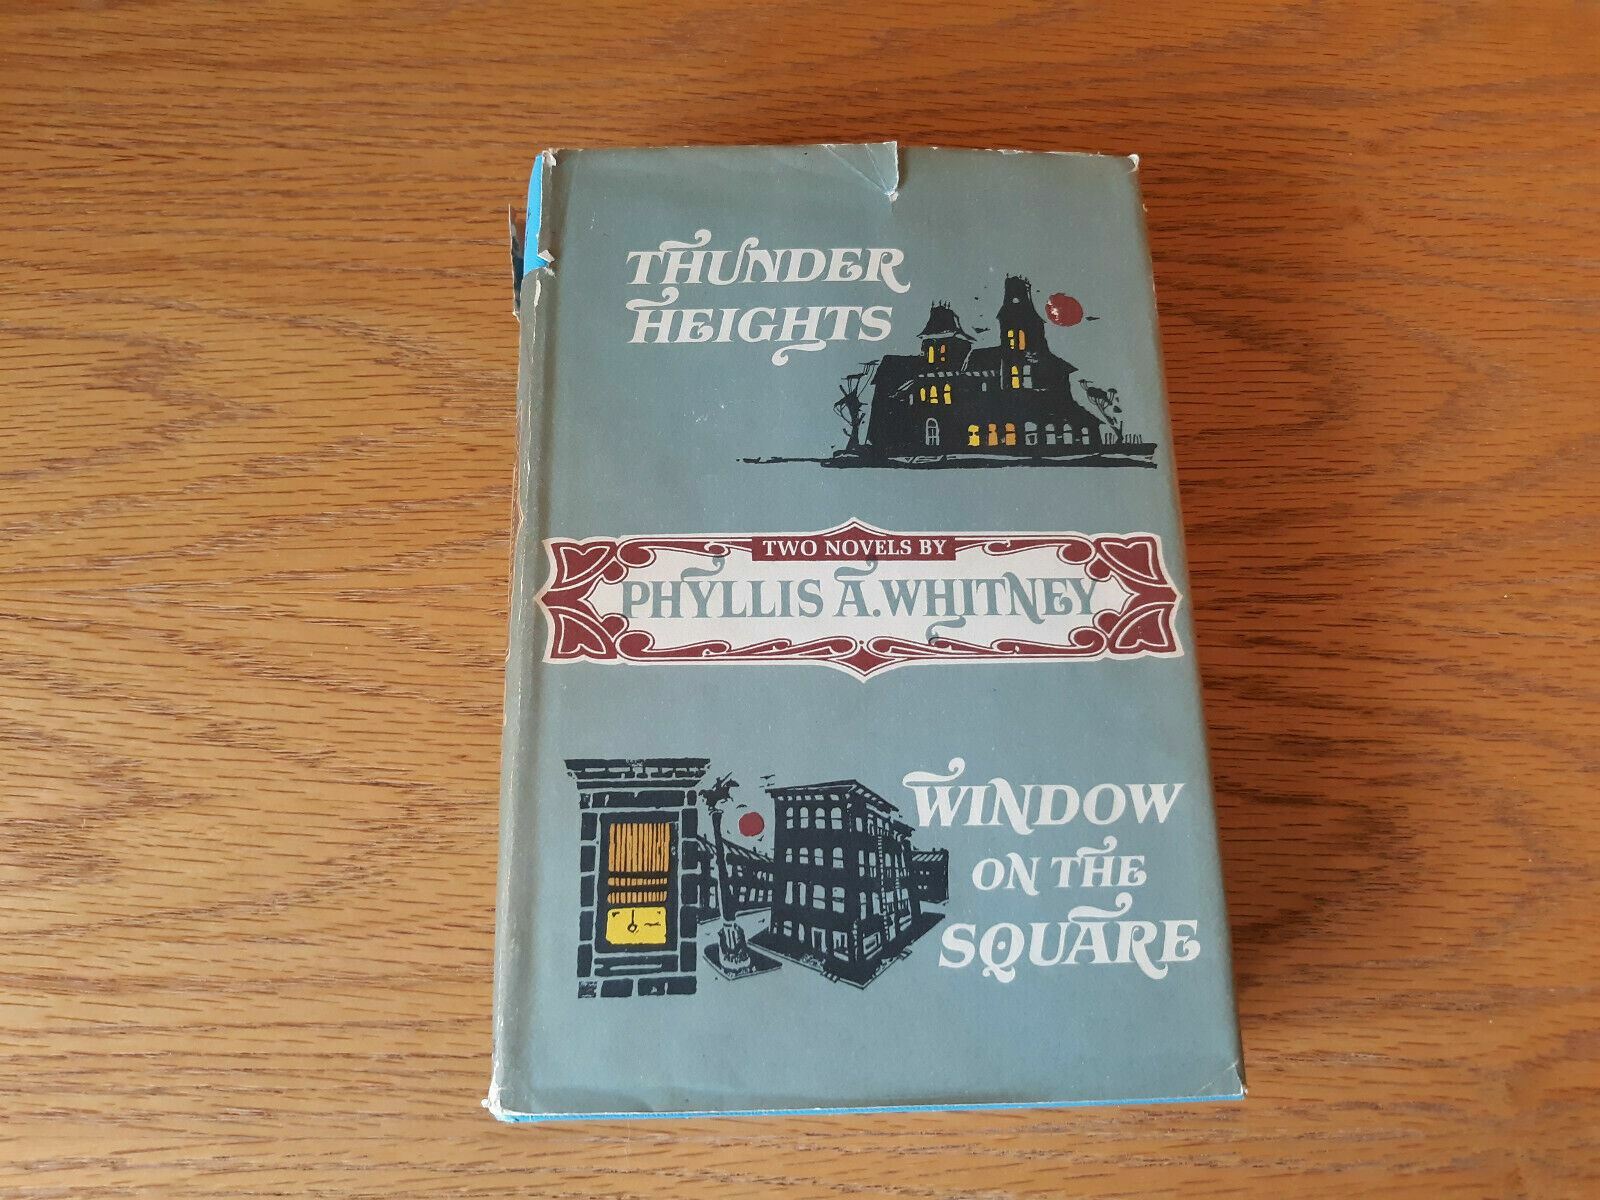 THUNDER
HEIGHTS
TWO NOVELS BY
PHYLLIS A. WHITNEY
WINDOW
ON THE
SQUARE